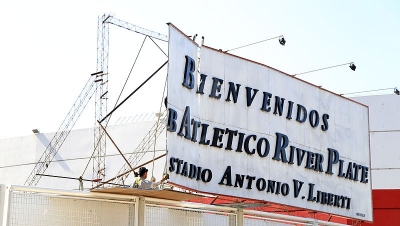 BIENVENIDOS
B ATLETICO RIVER PLATE
STADIO ANTONIO V. LIBERTI